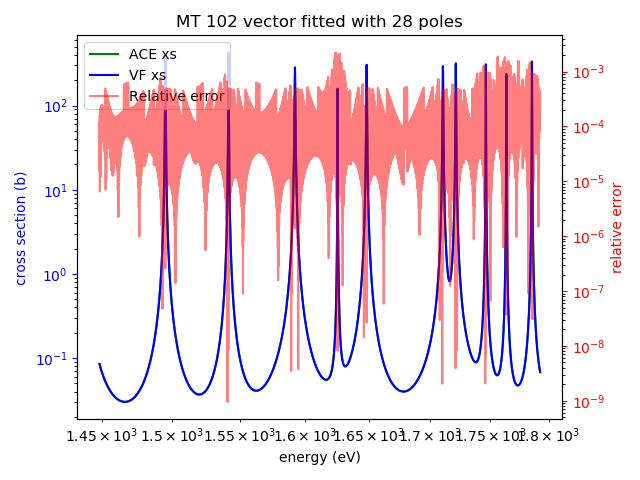 MT 102 vector fitted with 28 poles
ACE xs
VF xs
Relative error
cross section (b)
10²
10¹
10⁰
10⁻¹
10⁻³
10⁻⁴
10⁻⁵
10⁻⁶
10⁻⁷
10⁻⁸
10⁻⁹
relative error
1.45×10³ 1.5×10³ 1.55×10³ 1.6×10³ 1.65×10³ 1.7×10³ 1.75×10³ 1.8×10³
energy (eV)